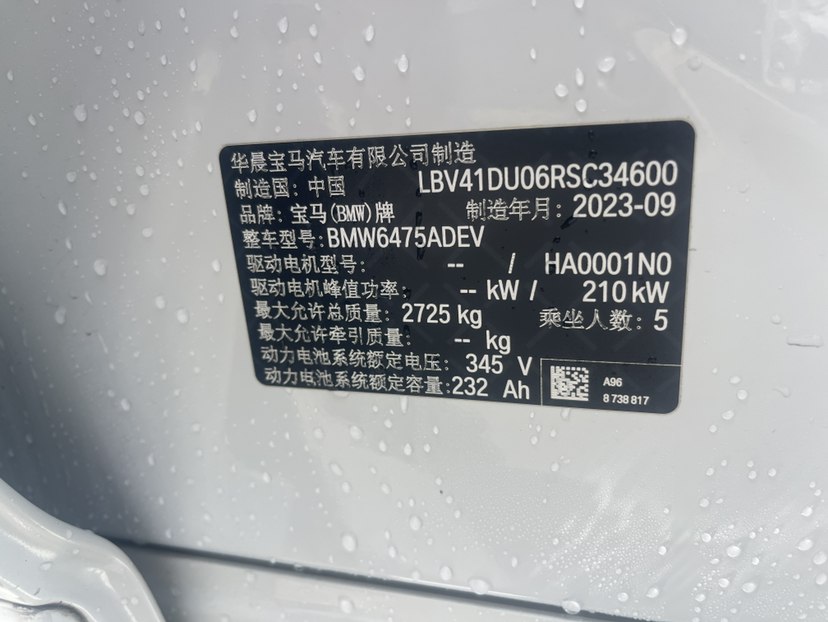 华晨宝马汽车有限公司制造
制造国: 中国 LBV41DU06RSC34600
品牌: 宝马(BMW)牌 制造年月: 2023-09
整车型号: BMW6475ADEV
驱动电机型号: -- / HA0001N0
驱动电机峰值功率: -- kW / 210 kW
最大允许总质量: 2725 kg 乘坐人数: 5
最大允许牵引质量: -- kg
动力电池系统额定电压: 345 V
动力电池系统额定容量: 232 Ah
A96
8 738 817